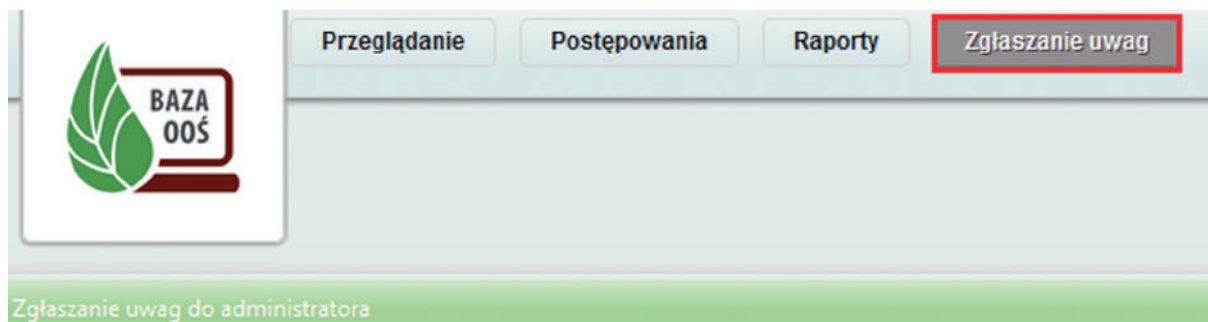 Przeglądanie Postępowania Raporty Zgłaszanie uwag
BAZA
OOŚ
Zgłaszanie uwag do administratora